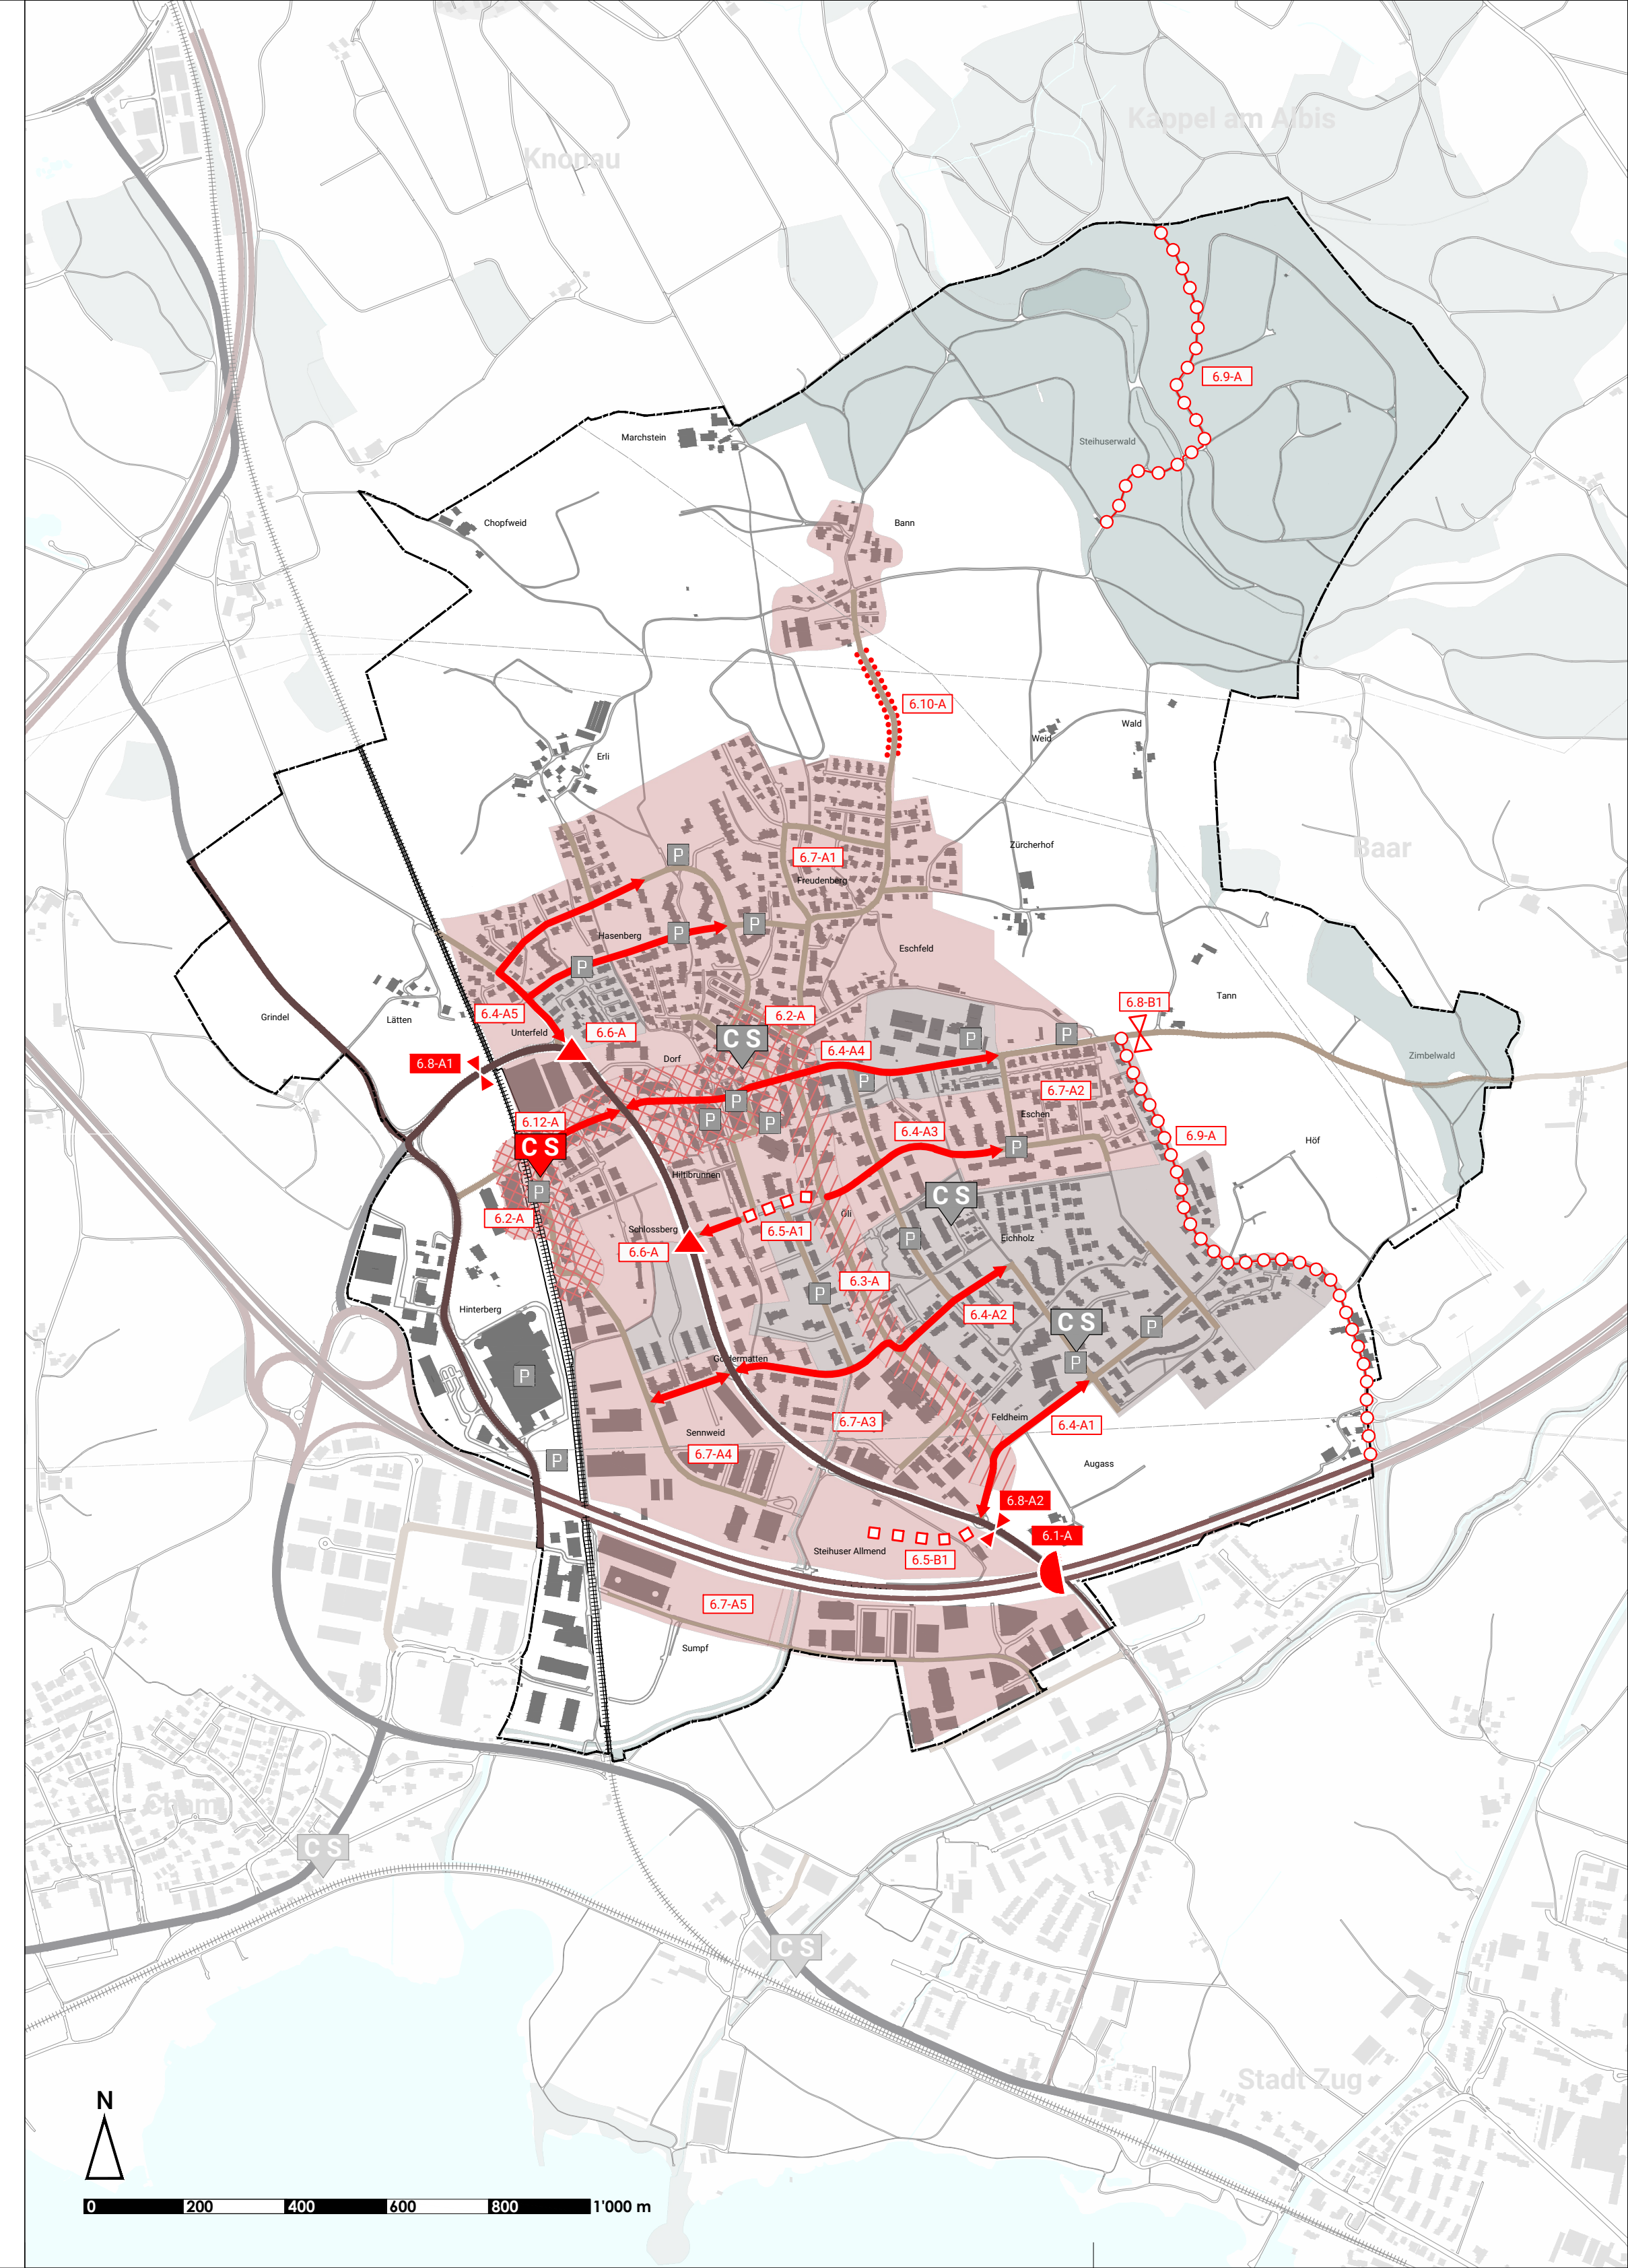 Kappel am Albis
Knonau
6.9-A
Marchstein
Steihuserwald
Chopfweid
Bann
6.10-A
Wald
Weid
Erli
Zürcherhof
Baar
P
6.7-A1
Freudenberg
P
P
Hasenberg
Eschfeld
P
6.4-A5
6.2-A
6.8-B1
Tann
Grindel
Lätten
Unterfeld
6.6-A
C S
P
P
Dorf
6.4-A4
Zimbelwald
6.8-A1
P
6.7-A2
P
Eschen
6.12-A
P
P
6.4-A3
6.9-A
Höf
C S
P
Hiltibrunnen
P
C S
6.2-A
Gli
Schlossberg
6.5-A1
P
Eichholz
6.6-A
6.3-A
P
Hinterberg
6.4-A2
C S
P
Goldermatten
P
P
6.7-A3
Feldheim
6.4-A1
Sennweid
6.7-A4
P
Augass
6.8-A2
6.1-A
Steihuser Allmend
6.5-B1
6.7-A5
Sumpf
Cham
C S
C S
Stadt Zug
N
0 200 400 600 800 1'000 m